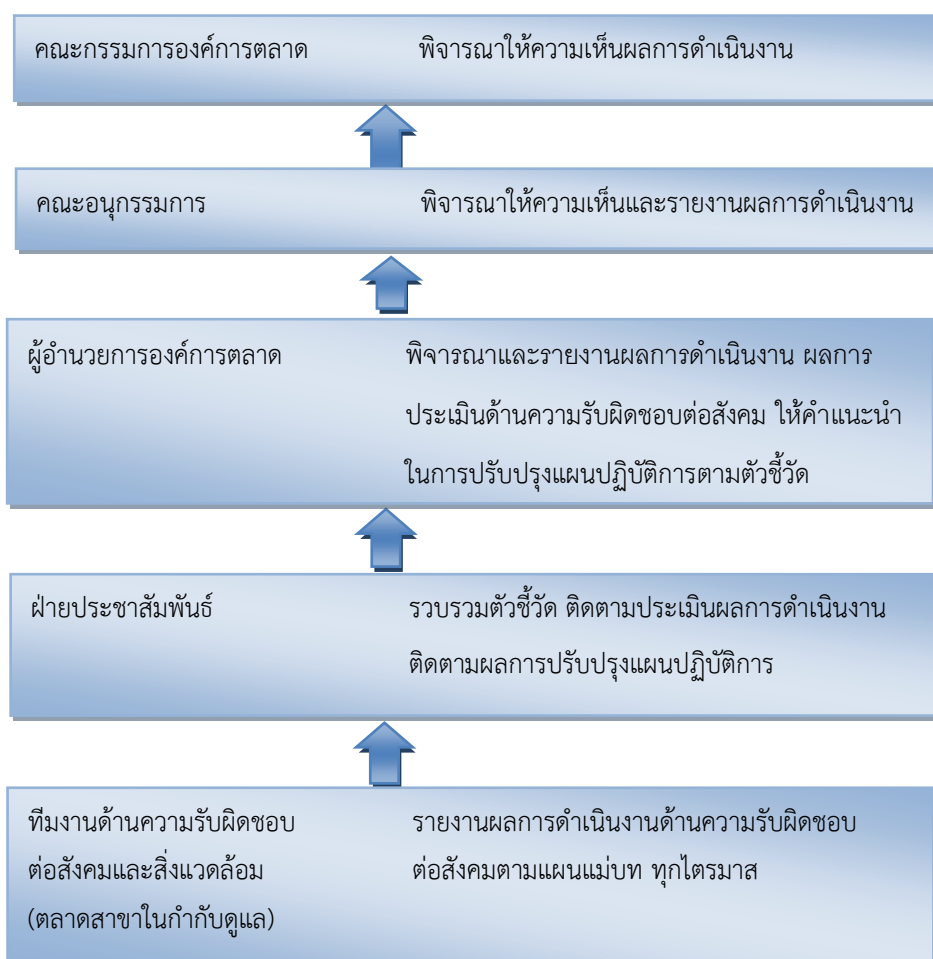 คณะกรรมการองค์การตลาด พิจารณาให้ความเห็นผลการดำเนินงาน
คณะอนุกรรมการ พิจารณาให้ความเห็นและรายงานผลการดำเนินงาน
ผู้อำนวยการองค์การตลาด พิจารณาและรายงานผลการดำเนินงาน ผลการ
ประเมินด้านความรับผิดชอบต่อสังคม ให้คำแนะนำ
ในการปรับปรุงแผนปฏิบัติการตามตัวชี้วัด
ฝ่ายประชาสัมพันธ์ รวบรวมตัวชี้วัด ติดตามประเมินผลการดำเนินงาน
ติดตามผลการปรับปรุงแผนปฏิบัติการ
ทีมงานด้านความรับผิดชอบ รายงานผลการดำเนินงานด้านความรับผิดชอบ
ต่อสังคมและสิ่งแวดล้อม ต่อสังคมตามแผนแม่บท ทุกไตรมาส
(ตลาดสาขาในกำกับดูแล)